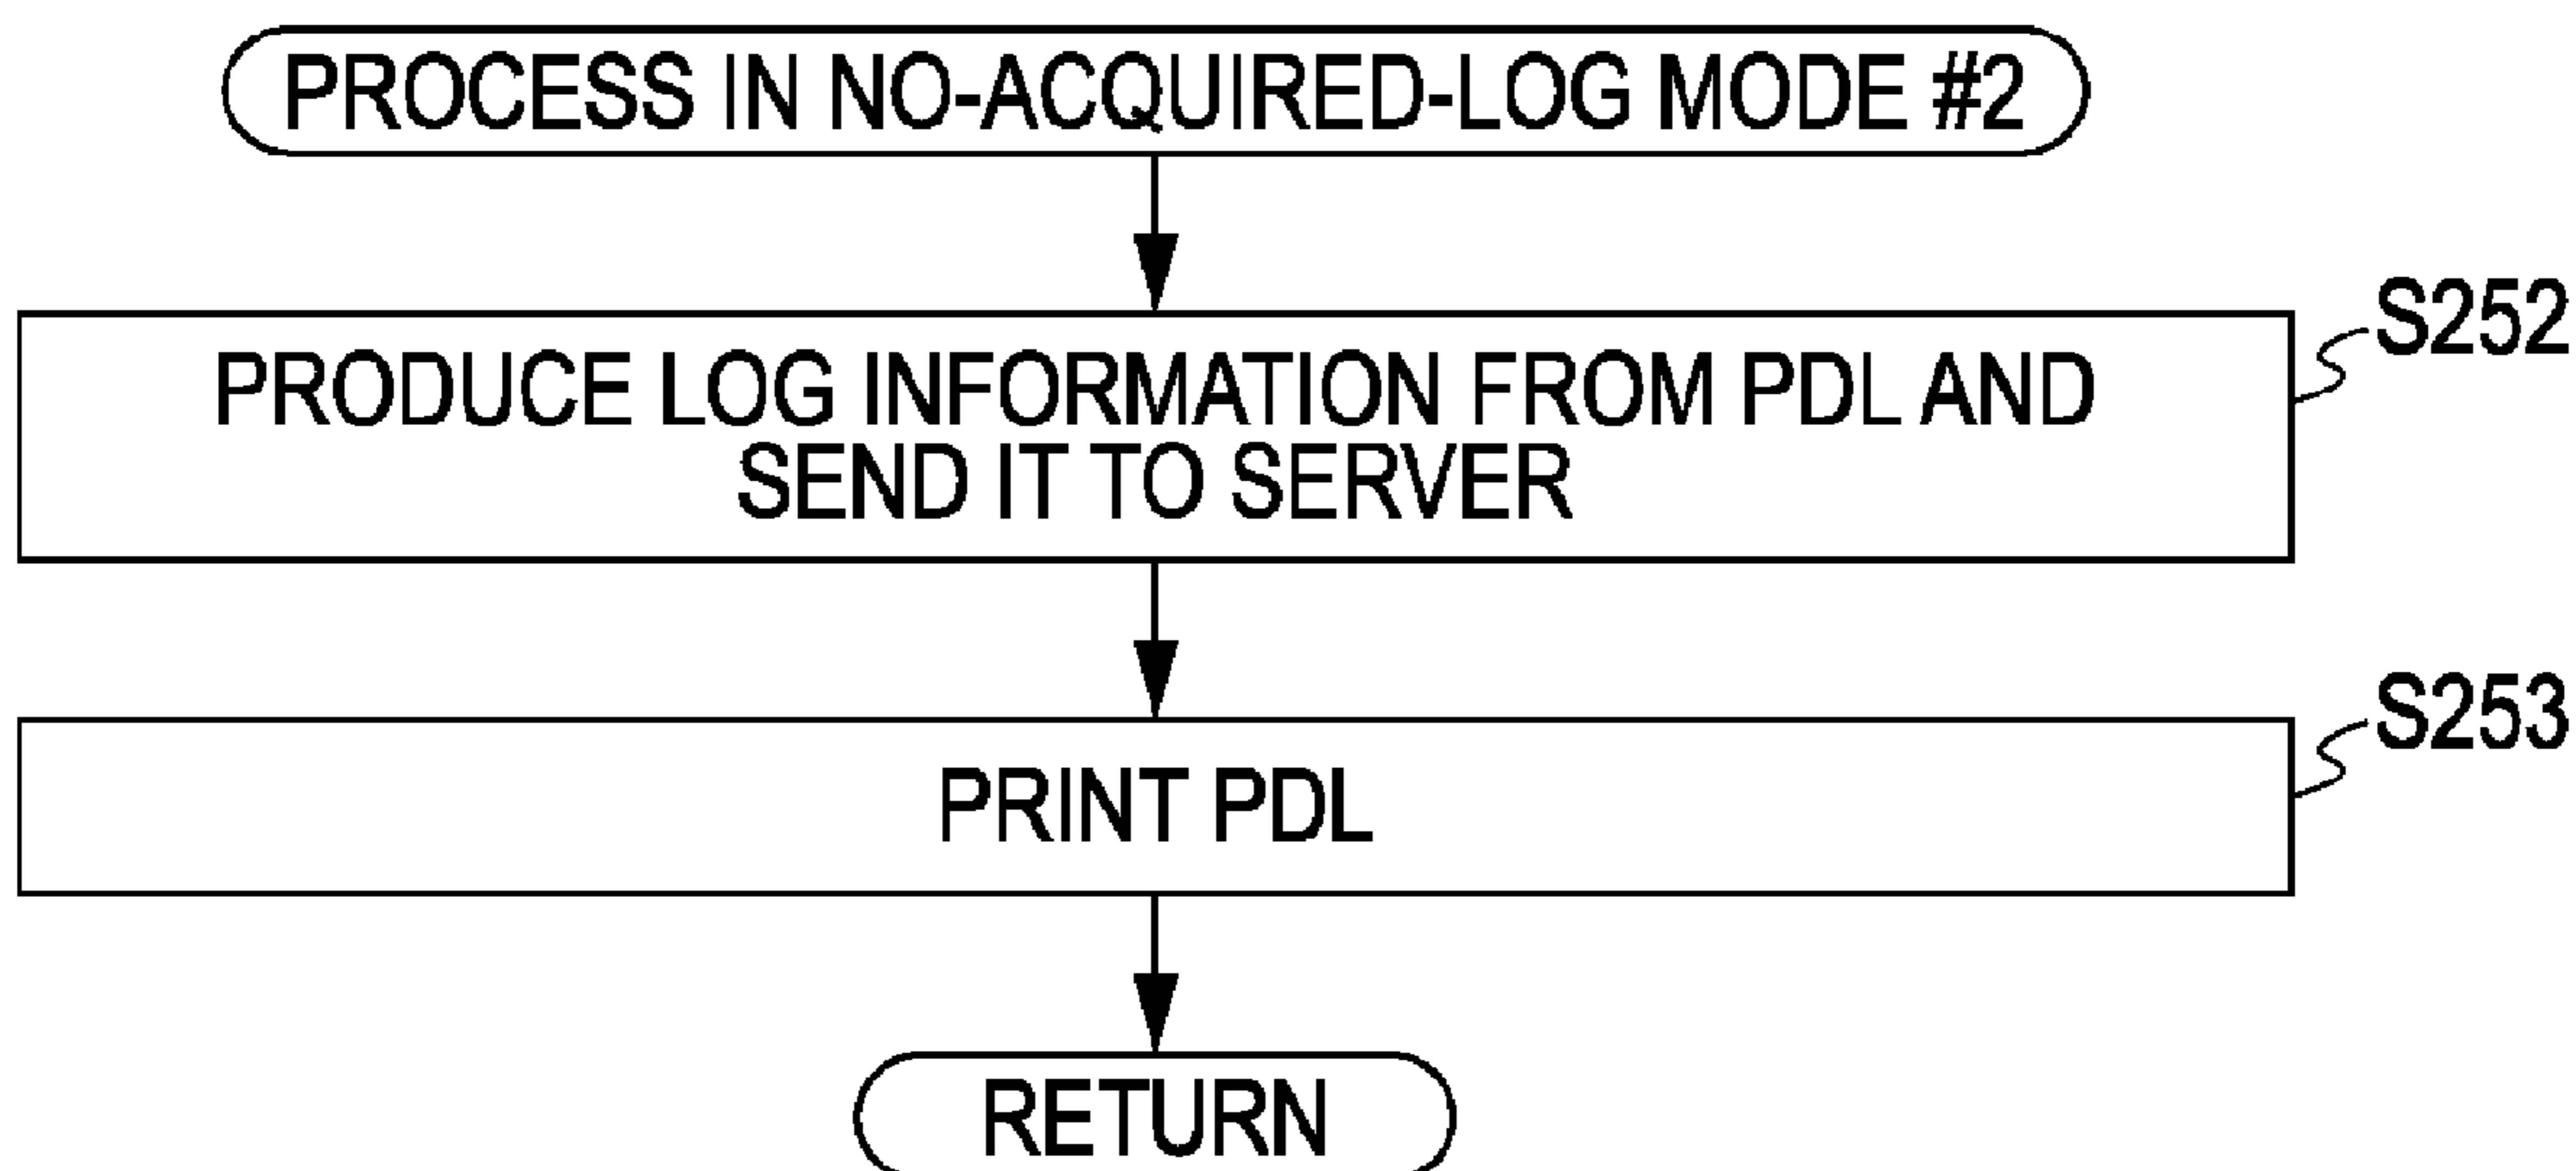 PROCESS IN NO-ACQUIRED-LOG MODE #2
S252
PRODUCE LOG INFORMATION FROM PDL AND
SEND IT TO SERVER
S253
PRINT PDL
RETURN